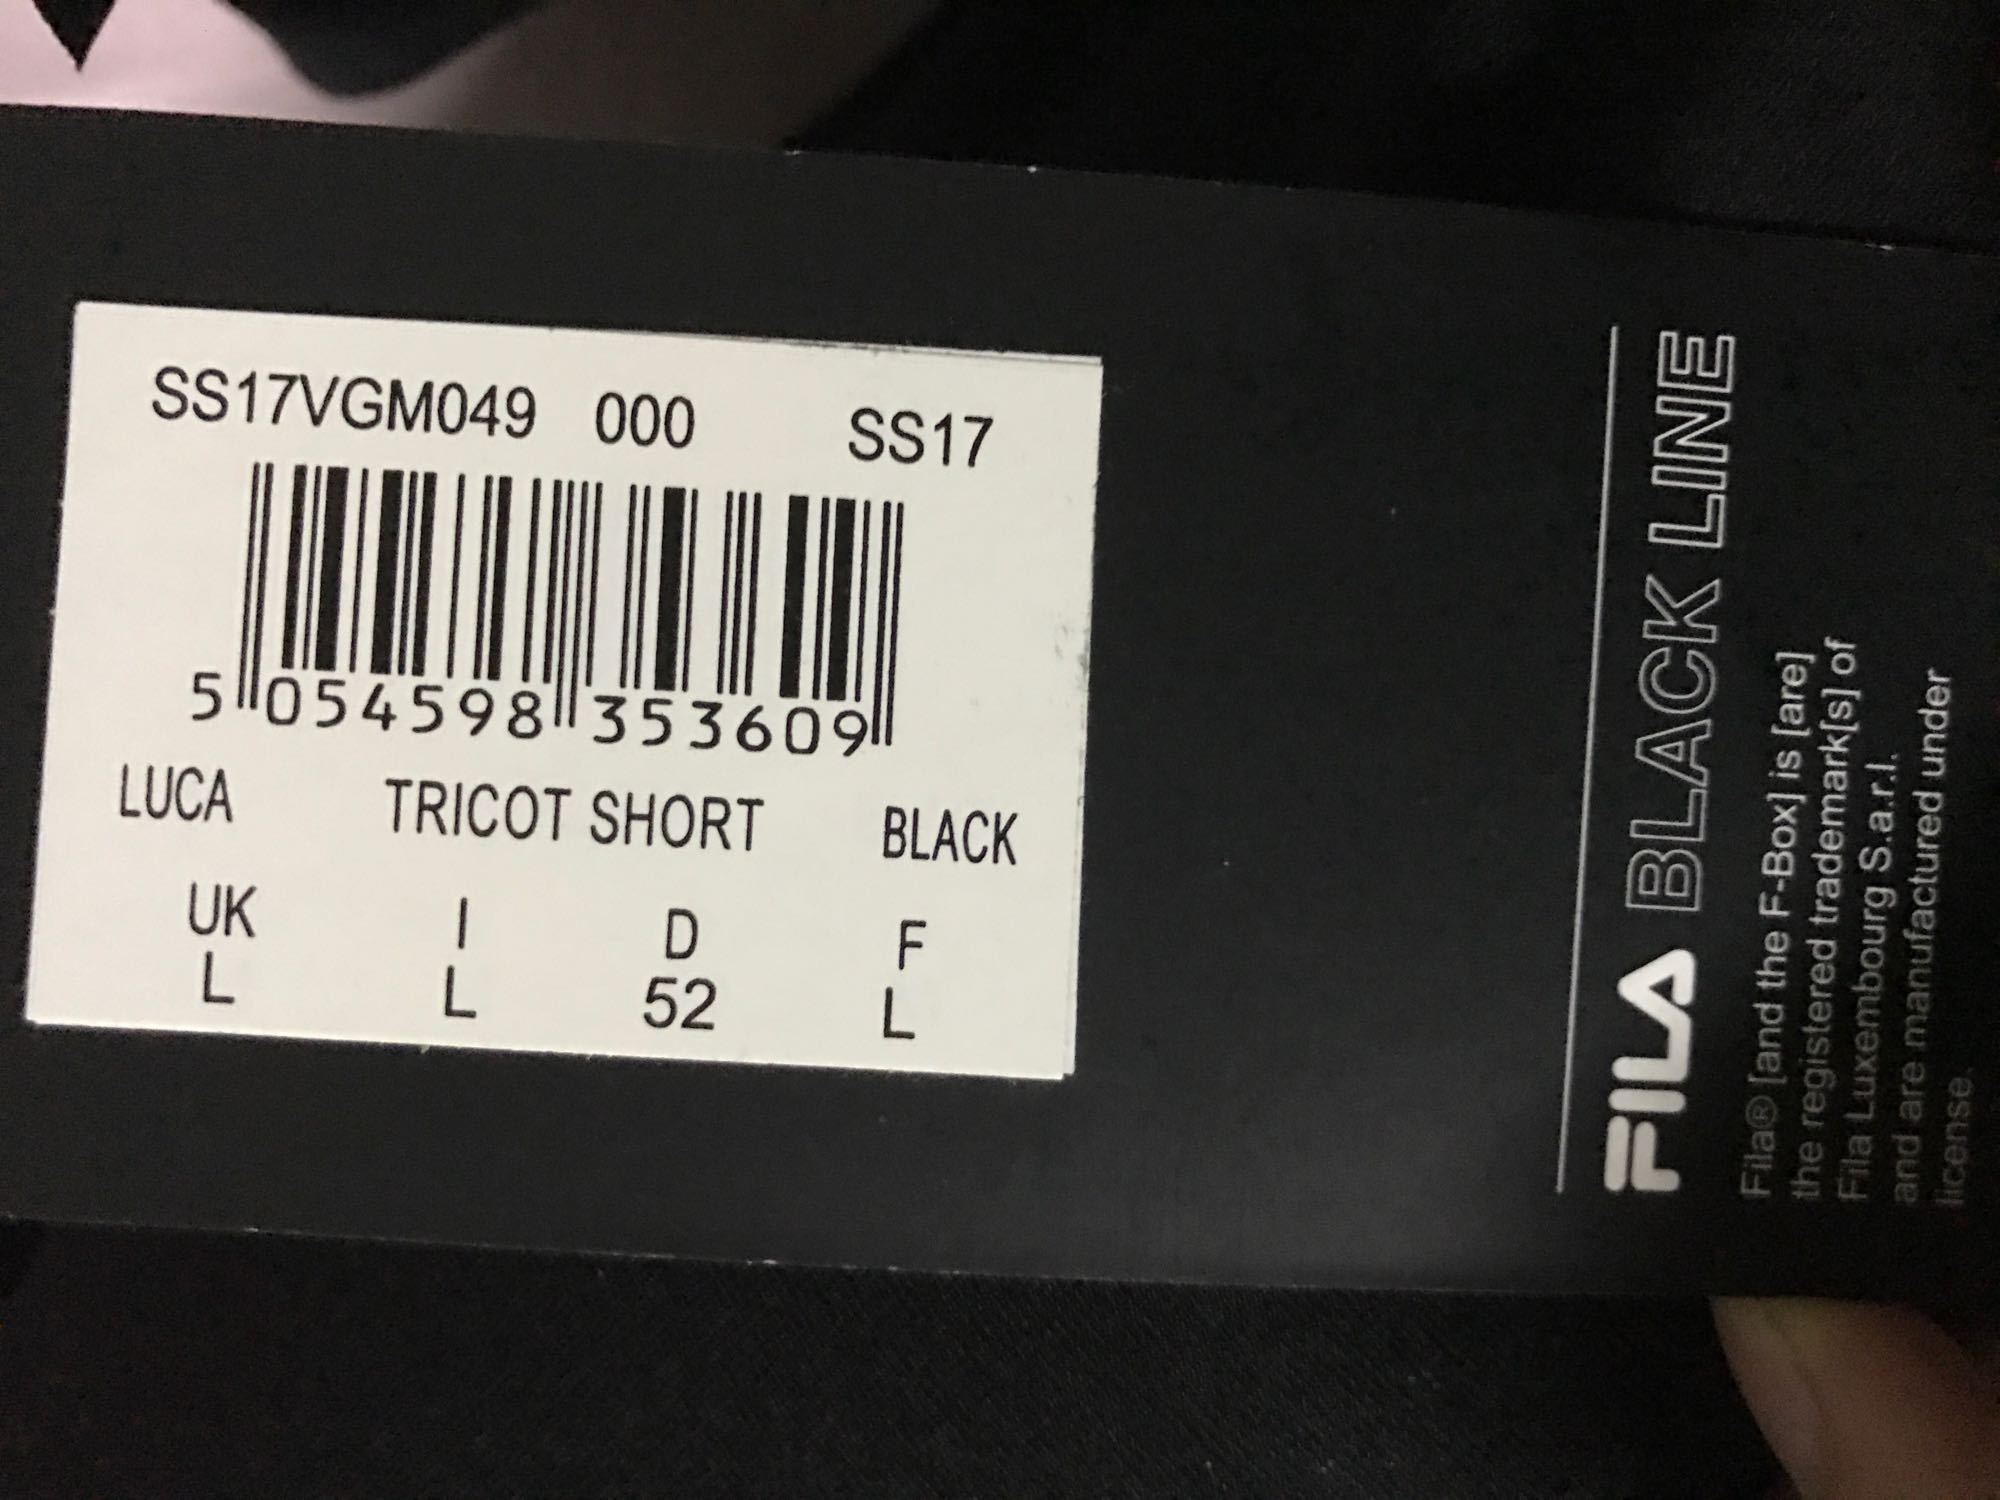 SS17VGM049 000 SS17
5 054598 353609
LUCA TRICOT SHORT BLACK
UK I D F
L L 52 L
FILA BLACK LINE
Fila® [and the F-Box] is [are]
the registered trademark[s] of
Fila Luxembourg S.a.r.l.
and are manufactured under
license.